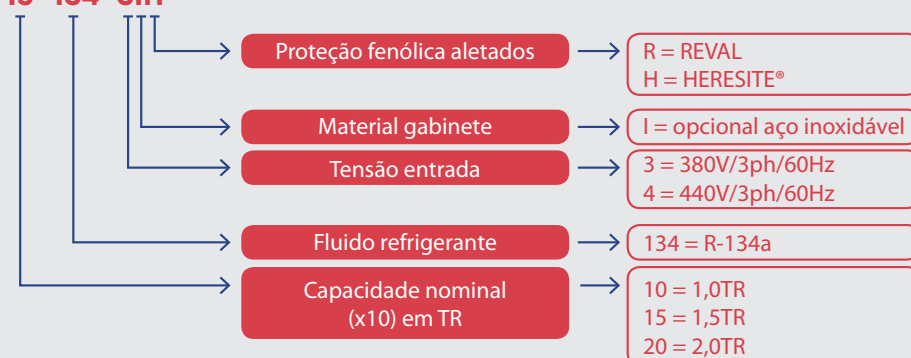 Proteção fenólica aletados
R = REVAL
H = HERESITE®
Material gabinete
I = opcional aço inoxidável
Tensão entrada
3 = 380V/3ph/60Hz
4 = 440V/3ph/60Hz
Fluido refrigerante
134 = R-134a
Capacidade nominal
(x10) em TR
10 = 1,0TR
15 = 1,5TR
20 = 2,0TR